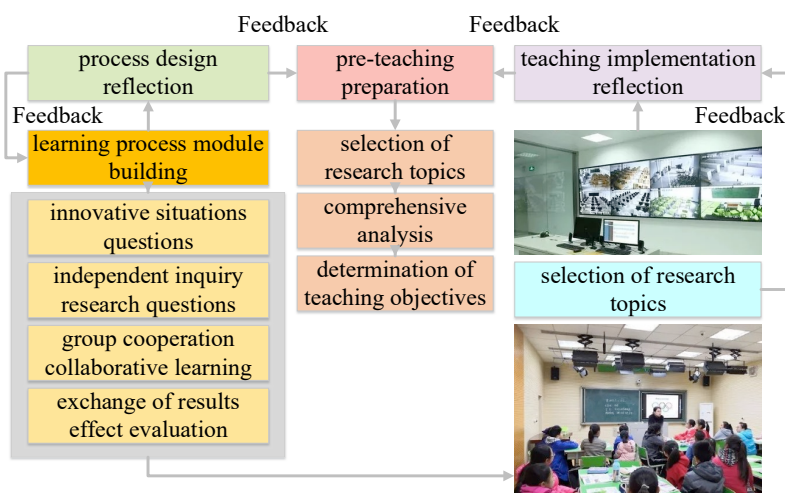 Feedback
Feedback
process design
reflection
pre-teaching
preparation
teaching implementation
reflection
Feedback
Feedback
learning process module
building
selection of
research topics
innovative situations
questions
comprehensive
analysis
independent inquiry
research questions
determination of
teaching objectives
selection of research
topics
group cooperation
collaborative learning
exchange of results
effect evaluation